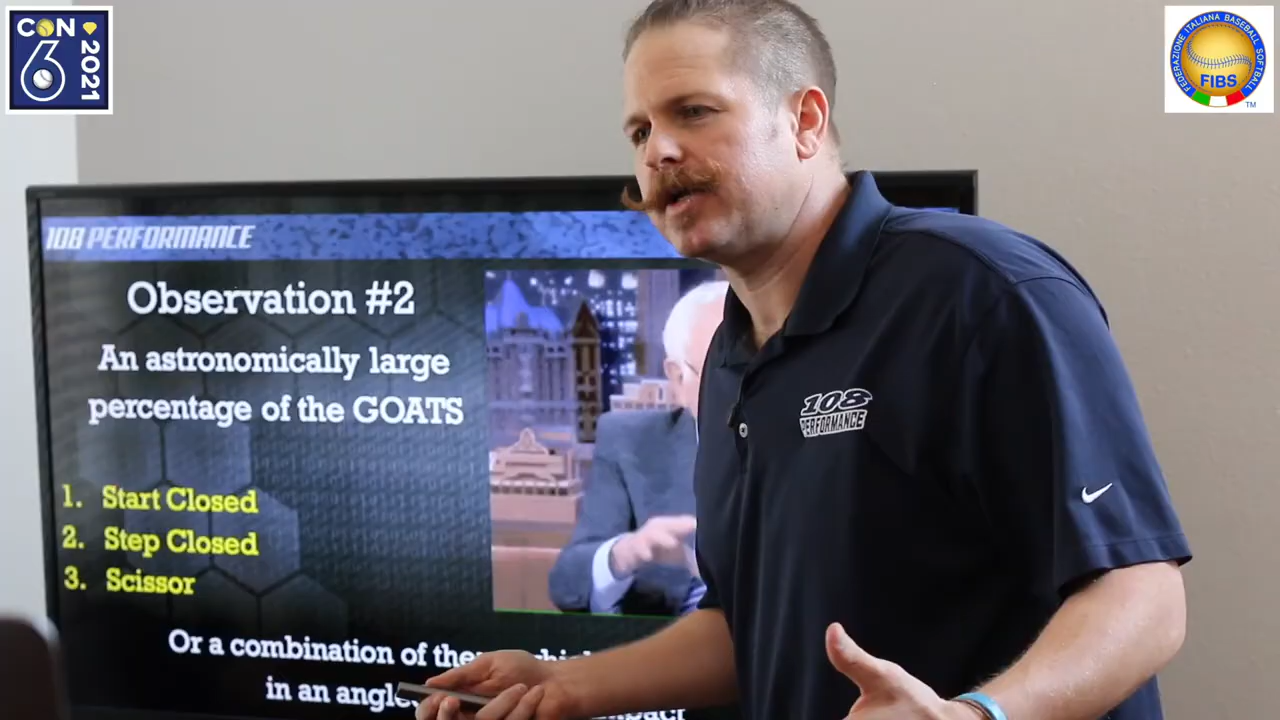 CON
6
2021
FEDERAZIONE ITALIANA BASEBALL SOFTBALL
FIBS
TM
108 PERFORMANCE
Observation #2
An astronomically large
percentage of the GOATS
1. Start Closed
2. Step Closed
3. Scissor
Or a combination of
in an angle
108
PERFORMANCE